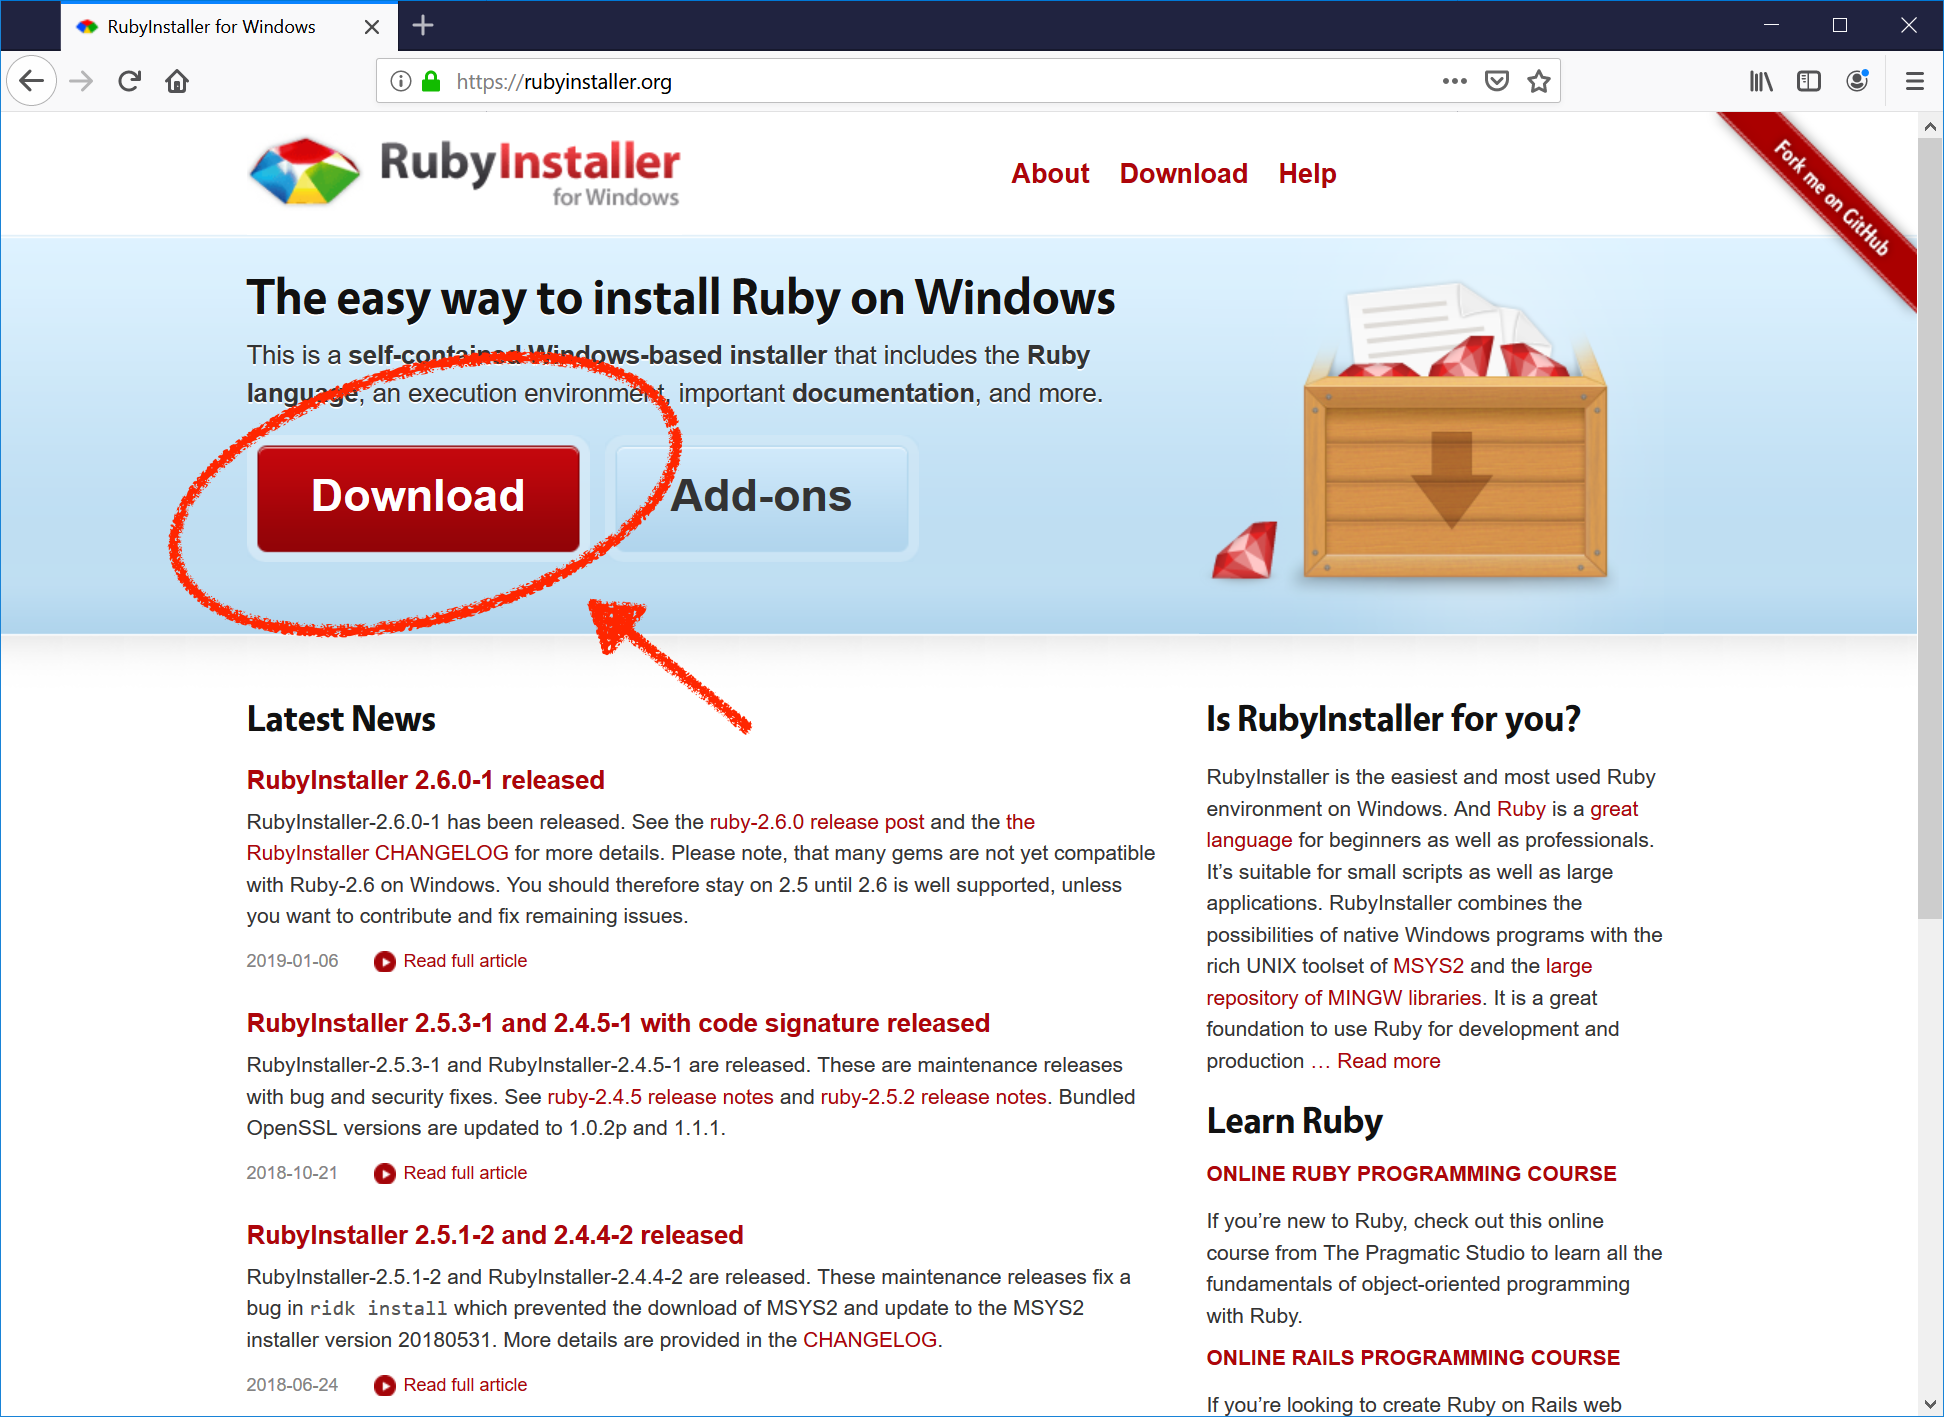 RubyInstaller for Windows
https://rubyinstaller.org
RubyInstaller
for Windows
About Download Help
Fork me on GitHub
The easy way to install Ruby on Windows
This is a self-contained Windows-based installer that includes the Ruby
language, an execution environment, important documentation, and more.
Download
Add-ons
Latest News
RubyInstaller 2.6.0-1 released
RubyInstaller-2.6.0-1 has been released. See the ruby-2.6.0 release post and the the
RubyInstaller CHANGELOG for more details. Please note, that many gems are not yet compatible
with Ruby-2.6 on Windows. You should therefore stay on 2.5 until 2.6 is well supported, unless
you want to contribute and fix remaining issues.
2019-01-06 Read full article
RubyInstaller 2.5.3-1 and 2.4.5-1 with code signature released
RubyInstaller-2.5.3-1 and RubyInstaller-2.4.5-1 are released. These are maintenance releases
with bug and security fixes. See ruby-2.4.5 release notes and ruby-2.5.2 release notes. Bundled
OpenSSL versions are updated to 1.0.2p and 1.1.1.
2018-10-21 Read full article
RubyInstaller 2.5.1-2 and 2.4.4-2 released
RubyInstaller-2.5.1-2 and RubyInstaller-2.4.4-2 are released. These maintenance releases fix a
bug in ridk install which prevented the download of MSYS2 and update to the MSYS2
installer version 20180531. More details are provided in the CHANGELOG.
2018-06-24 Read full article
Is RubyInstaller for you?
RubyInstaller is the easiest and most used Ruby
environment on Windows. And Ruby is a great
language for beginners as well as professionals.
It’s suitable for small scripts as well as large
applications. RubyInstaller combines the
possibilities of native Windows programs with the
rich UNIX toolset of MSYS2 and the large
repository of MINGW libraries. It is a great
foundation to use Ruby for development and
production … Read more
Learn Ruby
ONLINE RUBY PROGRAMMING COURSE
If you’re new to Ruby, check out this online
course from The Pragmatic Studio to learn all the
fundamentals of object-oriented programming
with Ruby.
ONLINE RAILS PROGRAMMING COURSE
If you’re looking to create Ruby on Rails web